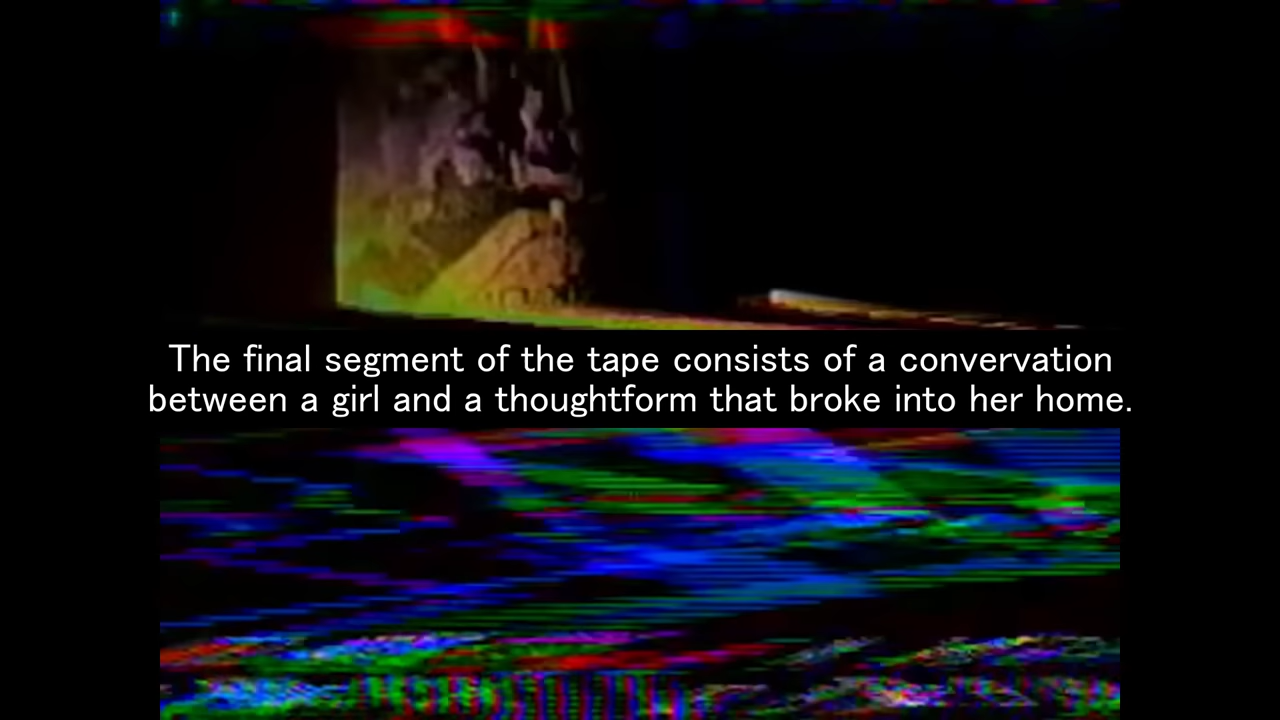 The final segment of the tape consists of a convervation
between a girl and a thoughtform that broke into her home.